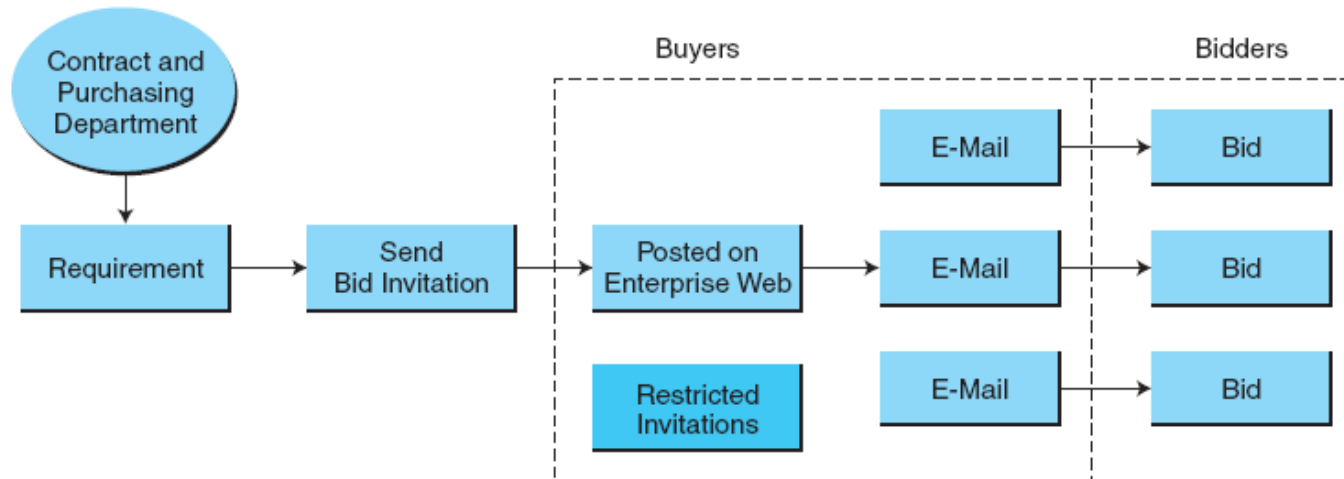 Contract and
Purchasing
Department
Buyers
Bidders
E-Mail
Bid
Requirement
Send
Bid Invitation
Posted on
Enterprise Web
E-Mail
Bid
Restricted
Invitations
E-Mail
Bid